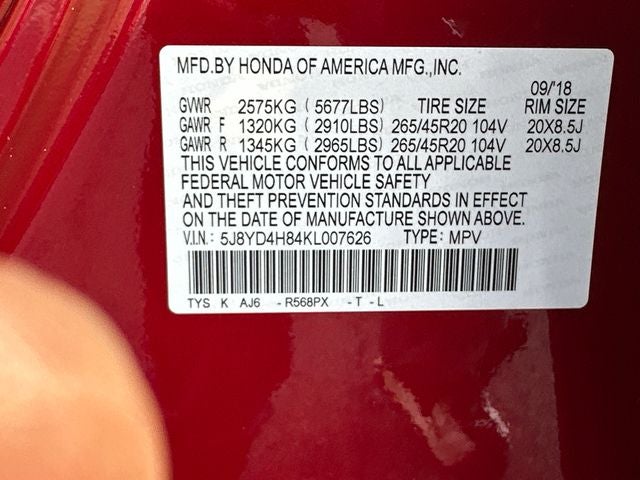 MFD.BY HONDA OF AMERICA MFG.,INC.
09/'18
GVWR 2575KG ( 5677LBS) TIRE SIZE RIM SIZE
GAWR F 1320KG ( 2910LBS) 265/45R20 104V 20X8.5J
GAWR R 1345KG ( 2965LBS) 265/45R20 104V 20X8.5J
THIS VEHICLE CONFORMS TO ALL APPLICABLE
FEDERAL MOTOR VEHICLE SAFETY
AND THEFT PREVENTION STANDARDS IN EFFECT
ON THE DATE OF MANUFACTURE SHOWN ABOVE.
V.I.N.: 5J8YD4H84KL007626 TYPE: MPV
TYS K AJ6 - R568PX - T - L